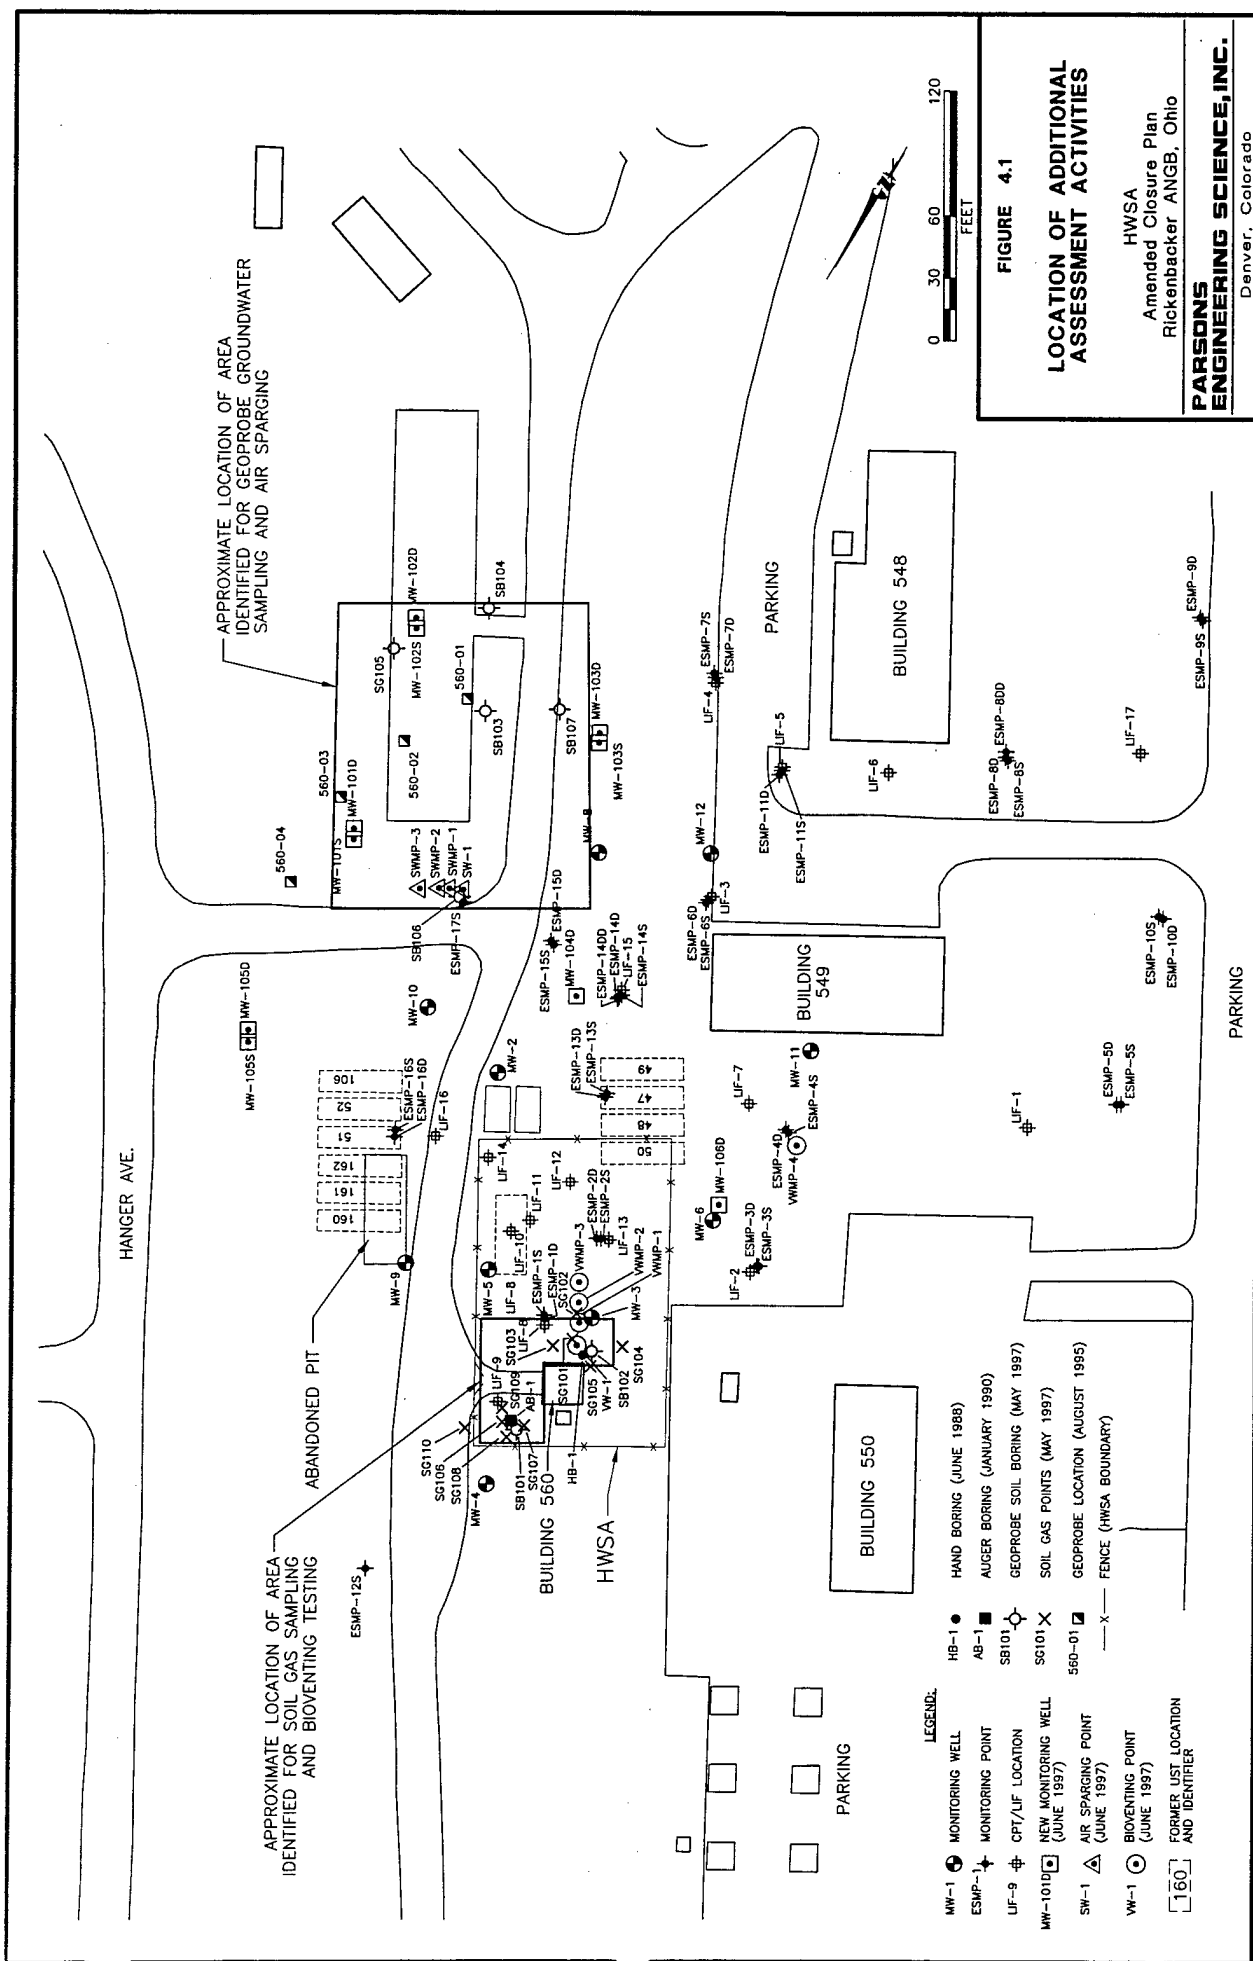 HANGER AVE.
APPROXIMATE LOCATION OF AREA
IDENTIFIED FOR GEOPROBE GROUNDWATER
SAMPLING AND AIR SPARGING
APPROXIMATE LOCATION OF AREA
IDENTIFIED FOR SOIL GAS SAMPLING
AND BIOVENTING TESTING
ABANDONED PIT
160
161
162
51
52
106
MW-105S
MW-105D
560-04
560-03
MW-101S
MW-101D
560-02
560-01
SG105
MW-102S
MW-102D
SB104
SB103
SB107
MW-103D
MW-103S
MW-8
SWMP-3
SWMP-2
SWMP-1
SW-1
SB106
ESMP-17S
ESMP-15D
ESMP-15S
MW-104D
ESMP-14DD
ESMP-14D
LIF-15
ESMP-14S
MW-10
ESMP-16S
ESMP-16D
LIF-16
MW-2
ESMP-13D
ESMP-13S
49
47
48
50
MW-9
LIF-14
LIF-12
LIF-11
LIF-10
ESMP-2D
ESMP-2S
LIF-13
MW-5
LIF-8
ESMP-1S
ESMP-1D
SG102
VWMP-3
VWMP-2
VWMP-1
MW-3
LIF-8
SG103
LIF-9
SG109
AB-1
SG101
SG105
VW-1
SB102
SG104
SG110
SG106
SG108
SB101
SG107
HB-1
MW-4
BUILDING 560
HWSA
ESMP-12S
MW-12
LIF-3
ESMP-6D
ESMP-6S
LIF-4
ESMP-7S
ESMP-7D
PARKING
LIF-5
ESMP-11D
ESMP-11S
LIF-6
BUILDING 548
ESMP-8D
ESMP-8S
ESMP-8DD
LIF-17
ESMP-9S
ESMP-9D
BUILDING
549
ESMP-10S
ESMP-10D
MW-11
LIF-7
ESMP-4D
ESMP-4S
VWMP-4
MW-106D
MW-6
ESMP-3D
ESMP-3S
LIF-2
LIF-1
ESMP-5D
ESMP-5S
PARKING
BUILDING 550
PARKING
LEGEND:
MW-1 MONITORING WELL
ESMP-1 MONITORING POINT
LIF-9 CPT/LIF LOCATION
MW-101D NEW MONITORING WELL
(JUNE 1997)
SW-1 AIR SPARGING POINT
(JUNE 1997)
VW-1 BIOVENTING POINT
(JUNE 1997)
160 FORMER UST LOCATION
AND IDENTIFIER
HB-1 HAND BORING (JUNE 1988)
AB-1 AUGER BORING (JANUARY 1990)
SB101 GEOPROBE SOIL BORING (MAY 1997)
SG101 SOIL GAS POINTS (MAY 1997)
560-01 GEOPROBE LOCATION (AUGUST 1995)
x FENCE (HWSA BOUNDARY)
0 30 60 120
FEET
FIGURE 4.1
LOCATION OF ADDITIONAL
ASSESSMENT ACTIVITIES
HWSA
Amended Closure Plan
Rickenbacker ANGB, Ohio
PARSONS
ENGINEERING SCIENCE, INC.
Denver, Colorado